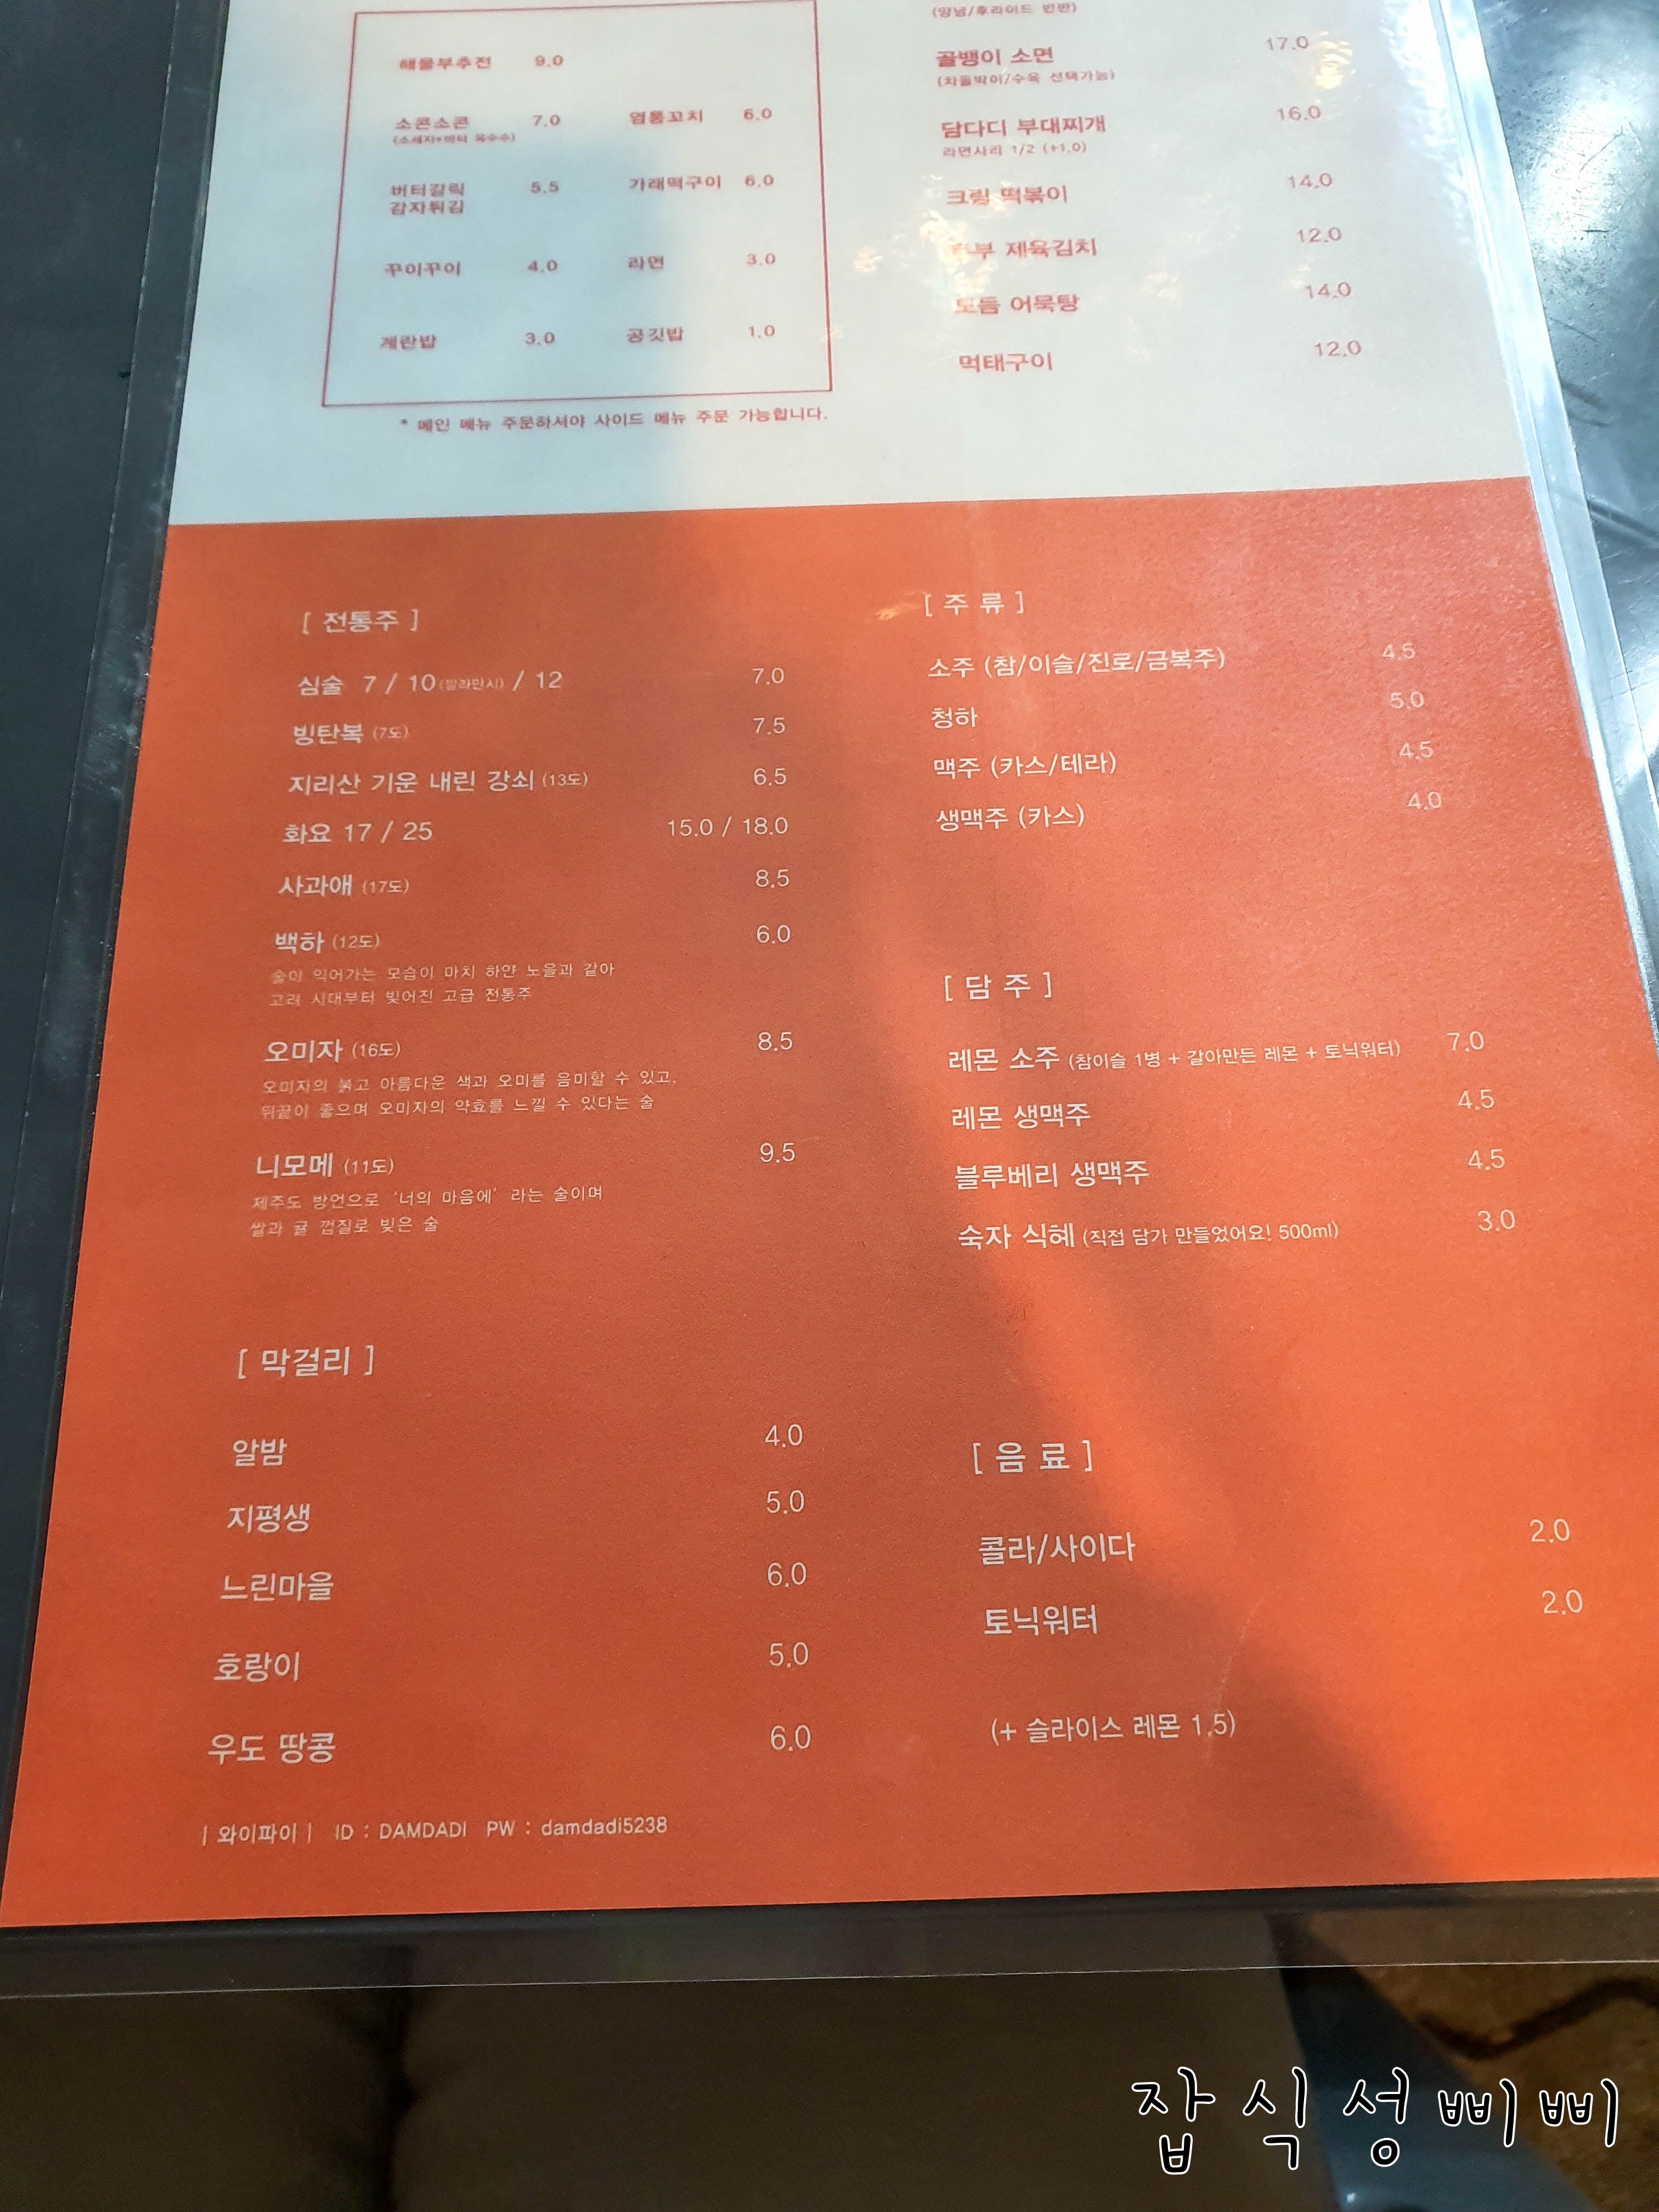 해물부추전 9.0
소콘소콘 7.0 염통꼬치 6.0
(소세지+버터 옥수수)
버터갈릭 5.5 가래떡구이 6.0
감자튀김
꾸이꾸이 4.0 라면 3.0
계란밥 3.0 공깃밥 1.0
* 메인 메뉴 주문하셔야 사이드 메뉴 주문 가능합니다.
(양념/후라이드 반반)
골뱅이 소면 17.0
(차돌박이/수육 선택가능)
담다디 부대찌개 16.0
라면사리 1/2 (+1.0)
크림 떡볶이 14.0
제육김치 12.0
모듬 어묵탕 14.0
먹태구이 12.0
[ 전통주 ]
심술 7 / 10 / 12 7.0
빙탄복 (7도) 7.5
지리산 기운 내린 강쇠 (13도) 6.5
화요 17 / 25 15.0 / 18.0
사과애 (17도) 8.5
백하 (12도) 6.0
술이 익어가는 모습이 마치 하얀 노을과 같아
고려 시대부터 빚어진 고급 전통주
오미자 (16도) 8.5
오미자의 붉고 아름다운 색과 오미를 음미할 수 있고,
뒤끝이 좋으며 오미자의 약효를 느낄 수 있다는 술
니모메 (11도) 9.5
제주도 방언으로 '너의 마음에' 라는 술이며
쌀과 귤 껍질로 빚은 술
[ 막걸리 ]
알밤 4.0
지평생 5.0
느린마을 6.0
호랑이 5.0
우도 땅콩 6.0
| 와이파이 | ID : DAMDADI PW : damdadi5238
[ 주 류 ]
소주 (참/이슬/진로/금복주) 4.5
청하 5.0
맥주 (카스/테라) 4.5
생맥주 (카스) 4.0
[ 담 주 ]
레몬 소주 (참이슬 1병 + 갈아만든 레몬 + 토닉워터) 7.0
레몬 생맥주 4.5
블루베리 생맥주 4.5
숙자 식혜 (직접 담가 만들었어요! 500ml) 3.0
[ 음 료 ]
콜라/사이다 2.0
토닉워터 2.0
(+ 슬라이스 레몬 1.5)
잡식성삐삐